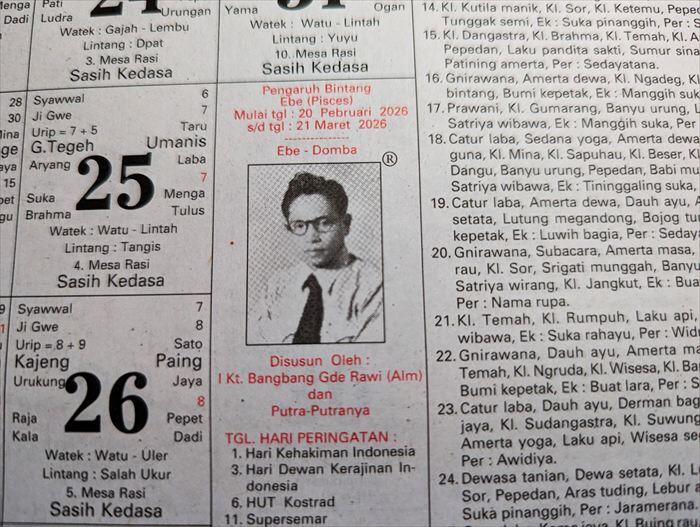 Menga
Dadi
Pati
Ludra
24
Urungan
Watek : Gajah - Lembu
Lintang : Dpat
3. Mesa Rasi
Sasih Kedasa
Yama
31
Ogan
Watek : Watu - Lintah
Lintang : Yuyu
10. Mesa Rasi
Sasih Kedasa
28
30
15
Syawwal 6
Ji Gwe 7
Urip = 7 + 5 Taru
G.Tegeh Umanis
Aryang Laba
25
7
Suka Menga
Brahma Tulus
Watek : Watu - Lintah
Lintang : Tangis
4. Mesa Rasi
Sasih Kedasa
Syawwal 7
Ji Gwe 8
Urip = 8 + 9 Sato
Kajeng Paing
Urukung Jaya
26
8
Raja Pepet
Kala Dadi
Watek : Watu - Uler
Lintang : Salah Ukur
5. Mesa Rasi
Sasih Kedasa
Pengaruh Bintang
Ebe (Pisces)
Mulai tgl : 20 Pebruari 2026
s/d tgl : 21 Maret 2026
Ebe - Domba
®
Disusun Oleh :
I Kt. Bangbang Gde Rawi (Alm)
dan
Putra-Putranya
TGL. HARI PERINGATAN :
1. Hari Kehakiman Indonesia
3. Hari Dewan Kerajinan In-
donesia
6. HUT Kostrad
11. Supersemar
14. Kl. Kutila manik, Kl. Sor, Kl. Ketemu, Pepe
Tunggak semi, Ek : Suka pinanggih, Per : S
15. Kl. Dangastra, Kl. Brahma, Kl. Temah, Kl. A
Pepedan, Laku pandita sakti, Sumur sina
Patining amerta, Per : Sedayatana.
16. Gnirawana, Amerta dewa, Kl. Ngadeg, Kl
bintang, Bumi kepetak, Ek : Manggih suk
17. Prawani, Kl. Gumarang, Banyu urung, L
Satriya wibawa, Ek : Manggih suka, Per
18. Catur laba, Sedana yoga, Amerta dewa
guna, Kl. Mina, Kl. Sapuhau, Kl. Beser, Kl
Dangu, Banyu urung, Pepedan, Babi mu
Satriya wibawa, Ek : Tininggaling suka,
19. Catur laba, Amerta dewa, Dauh ayu, A
setata, Lutung megandong, Bojog tur
kepetak, Ek : Luwih bagia, Per : Seday
20. Gnirawana, Subacara, Amerta masa,
rau, Kl. Sor, Srigati munggah, Banyu
Satriya wirang, Kl. Jangkut, Ek : Bua
Per : Nama rupa.
21. Kl. Temah, Kl. Rumpuh, Laku api,
wibawa, Ek : Suka rahayu, Per : Wid
22. Gnirawana, Dauh ayu, Amerta ma
Temah, Kl. Ngruda, Kl. Wisesa, Kl. Ba
Bumi kepetak, Ek : Buat lara, Per : S
23. Catur laba, Dauh ayu, Derman bag
jaya, Kl. Sudangastra, Kl. Suwung
Amerta yoga, Laku api, Wisesa se
Per : Awidiya.
24. Dewasa tanian, Dewa setata, Kl. L
Sor, Pepedan, Aras tuding, Lebur a
Suka pinanggih, Per : Jaramerana